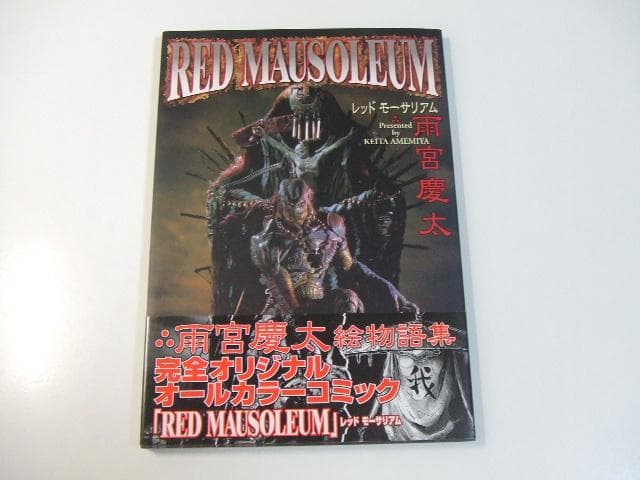 RED MAUSOLEUM
レッド モーサリアム
Presented
by
KEITA AMEMIYA
雨宮慶太
∴雨宮慶太絵物語集
完全オリジナル
オールカラーコミック
我
「RED MAUSOLEUM」レッド モーサリアム